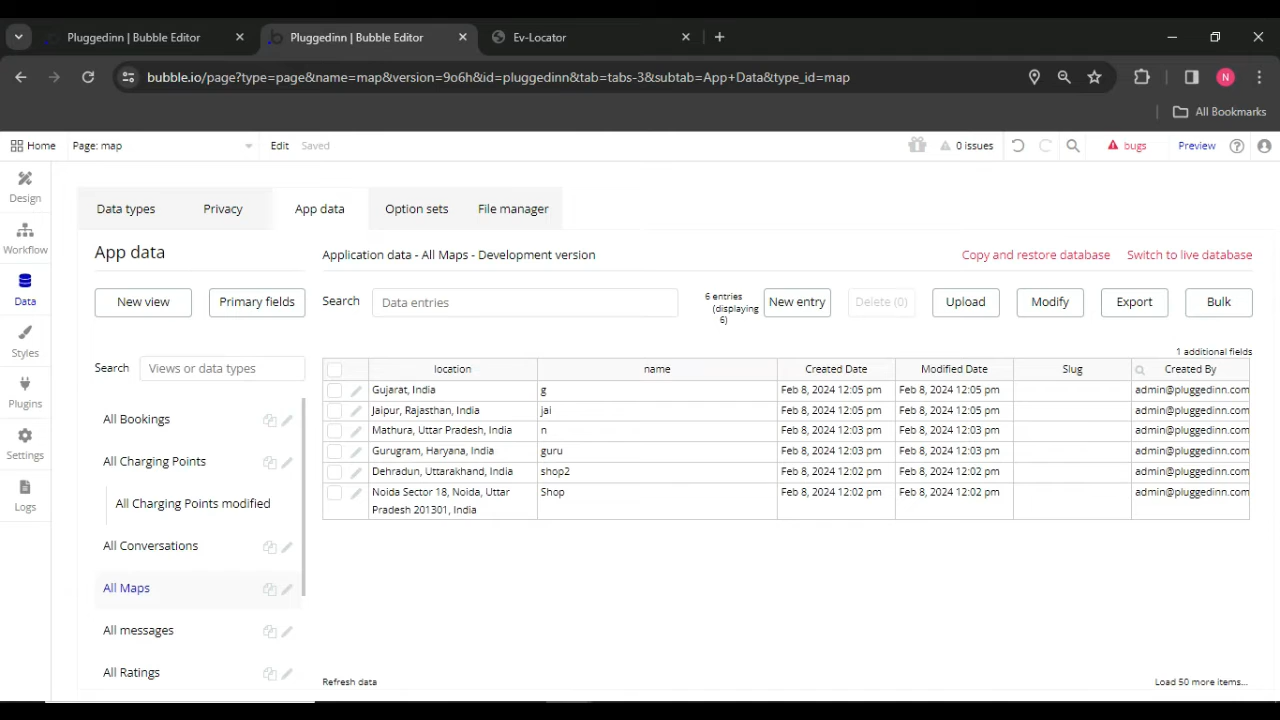 Pluggedinn | Bubble Editor
Pluggedinn | Bubble Editor
Ev-Locator
bubble.io/page?type=page&name=map&version=9o6h&id=pluggedinn&tab=tabs-3&subtab=App+Data&type_id=map
N
All Bookmarks
Home
Page: map
Edit
Saved
0 issues
bugs
Preview
Design
Workflow
Data
Styles
Plugins
Settings
Logs
Data types
Privacy
App data
Option sets
File manager
App data
Application data - All Maps - Development version
Copy and restore database
Switch to live database
New view
Primary fields
Search
Data entries
6 entries
(displaying
6)
New entry
Delete (0)
Upload
Modify
Export
Bulk
1 additional fields
Search
Views or data types
All Bookings
All Charging Points
All Charging Points modified
All Conversations
All Maps
All messages
All Ratings
location name Created Date Modified Date Slug Created By
Gujarat, India g Feb 8, 2024 12:05 pm Feb 8, 2024 12:05 pm admin@pluggedinn.com
Jaipur, Rajasthan, India jai Feb 8, 2024 12:05 pm Feb 8, 2024 12:05 pm admin@pluggedinn.com
Mathura, Uttar Pradesh, India n Feb 8, 2024 12:03 pm Feb 8, 2024 12:03 pm admin@pluggedinn.com
Gurugram, Haryana, India guru Feb 8, 2024 12:03 pm Feb 8, 2024 12:03 pm admin@pluggedinn.com
Dehradun, Uttarakhand, India shop2 Feb 8, 2024 12:02 pm Feb 8, 2024 12:02 pm admin@pluggedinn.com
Noida Sector 18, Noida, Uttar Shop Feb 8, 2024 12:02 pm Feb 8, 2024 12:02 pm admin@pluggedinn.com
Pradesh 201301, India
Refresh data
Load 50 more items...